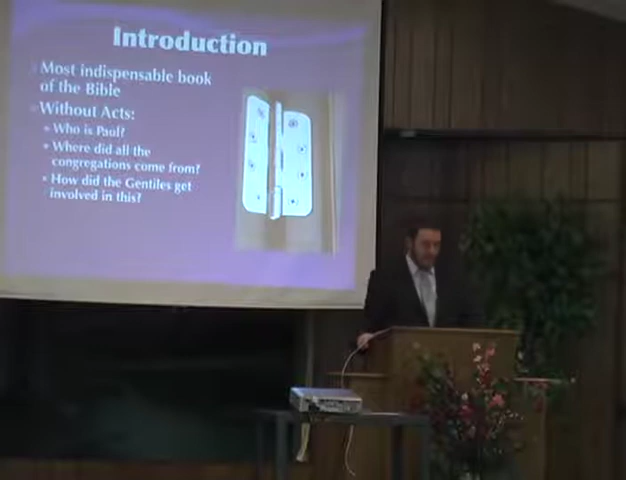 Introduction
Most indispensable book
of the Bible
Without Acts:
Who is Paol?
Where did all the
congregations come from?
How did the Gentiles get
involved in this?